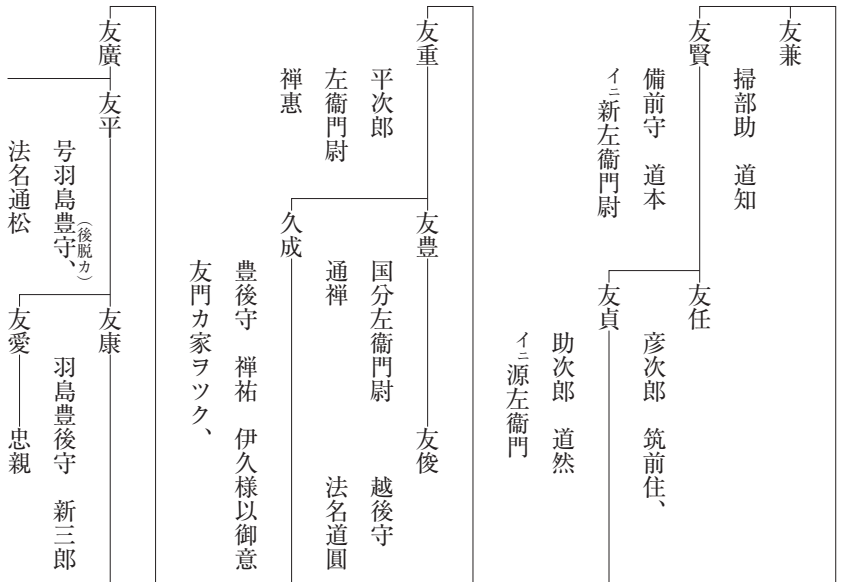 友兼
掃部助　道知
友賢
備前守　道本
イニ新左衞門尉
友任
彦次郎　筑前住、
友貞
助次郎　道然
イニ源左衞門
友重
平次郎
左衞門尉
禅惠
友豊
国分左衞門尉
通禅
友俊
越後守
法名道圓
久成
豊後守　禅祐　伊久様以御意
友門カ家ヲツク、
友廣
友平
号羽島豊守、
（後脱カ）
法名通松
友康
羽島豊後守　新三郎
友愛
忠親